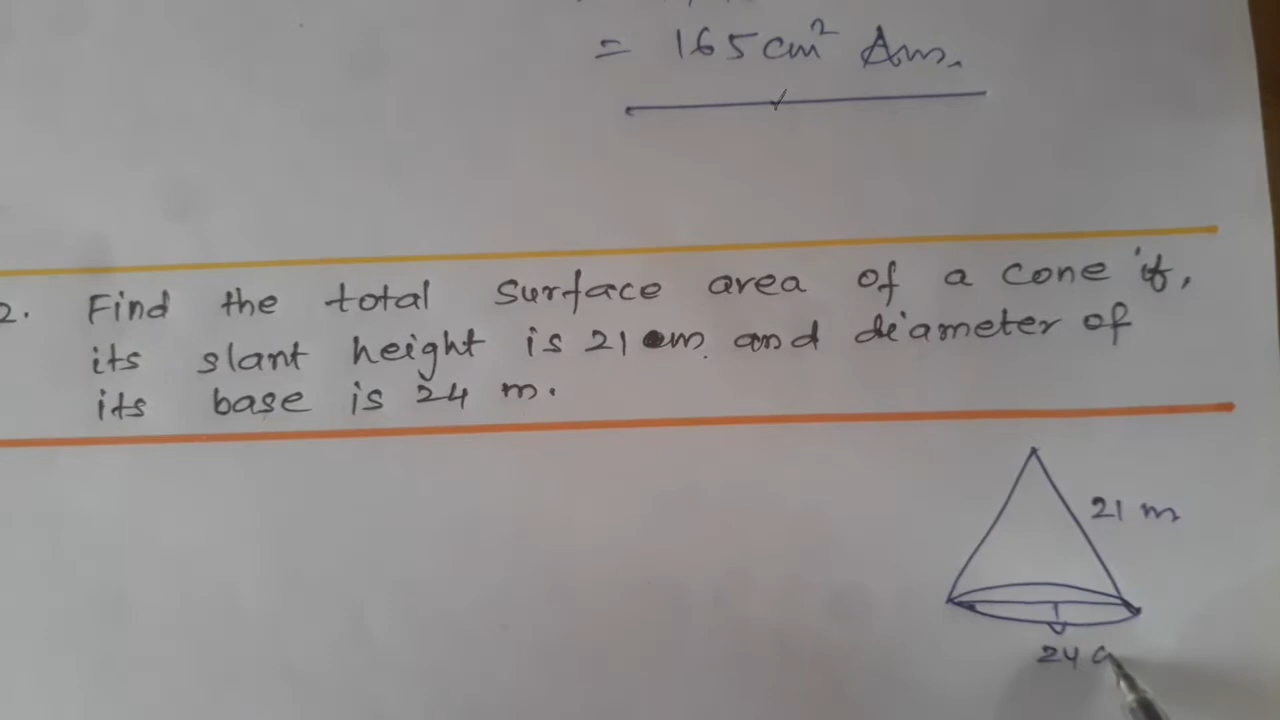 = 165 cm² Ans.
2. Find the total surface area of a cone if,
its slant height is 21 m. and diameter of
its base is 24 m.
21 m
24